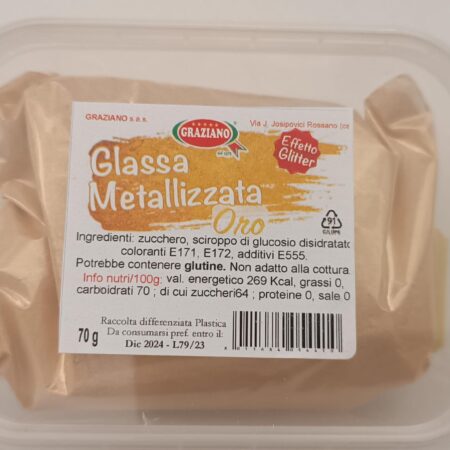 GRAZIANO s.a.s.
Via J. Josipovici Rossano (cs
GRAZIANO
Effetto
Glitter
Glassa
Metallizzata
Oro
91
C/LDPE
Ingredienti: zucchero, sciroppo di glucosio disidratato
coloranti E171, E172, additivi E555.
Potrebbe contenere glutine. Non adatto alla cottura.
Info nutri/100g: val. energetico 269 Kcal, grassi 0,
carboidrati 70 ; di cui zuccheri64 ; proteine 0, sale 0
Raccolta differenziata Plastica
Da consumarsi pref. entro il:
Dic 2024 - L79/23
70 g